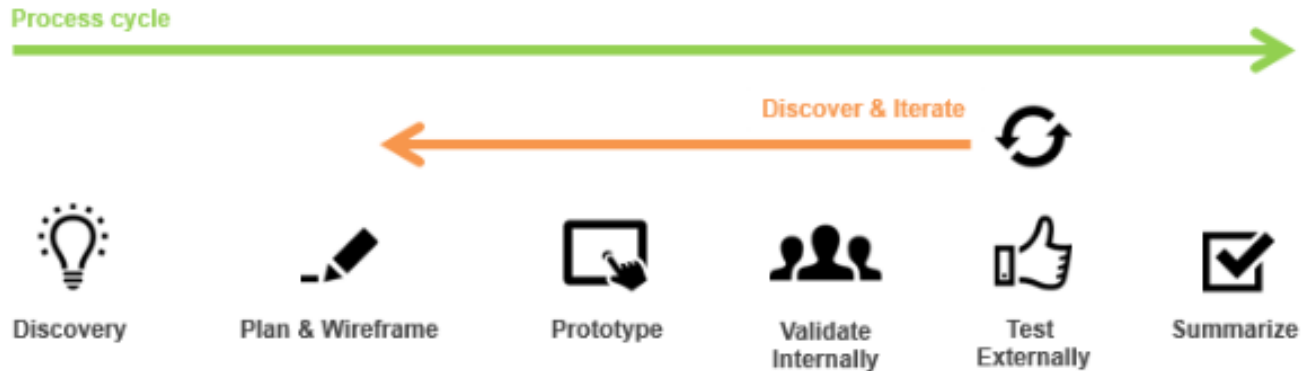 Process cycle
Discover & Iterate
Discovery
Plan & Wireframe
Prototype
Validate
Internally
Test
Externally
Summarize